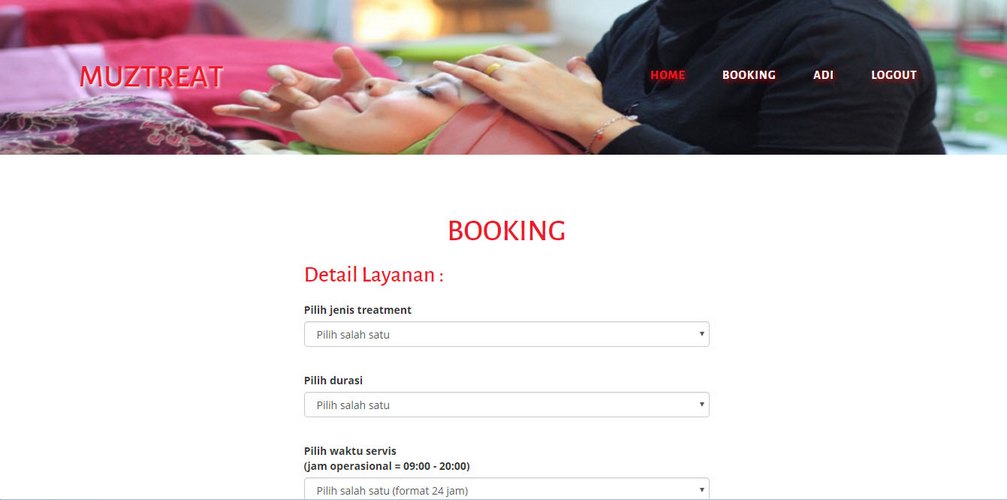 MUZTREAT
HOME BOOKING ADI LOGOUT
BOOKING
Detail Layanan :
Pilih jenis treatment
Pilih salah satu
Pilih durasi
Pilih salah satu
Pilih waktu servis
(jam operasional = 09:00 - 20:00)
Pilih salah satu (format 24 jam)